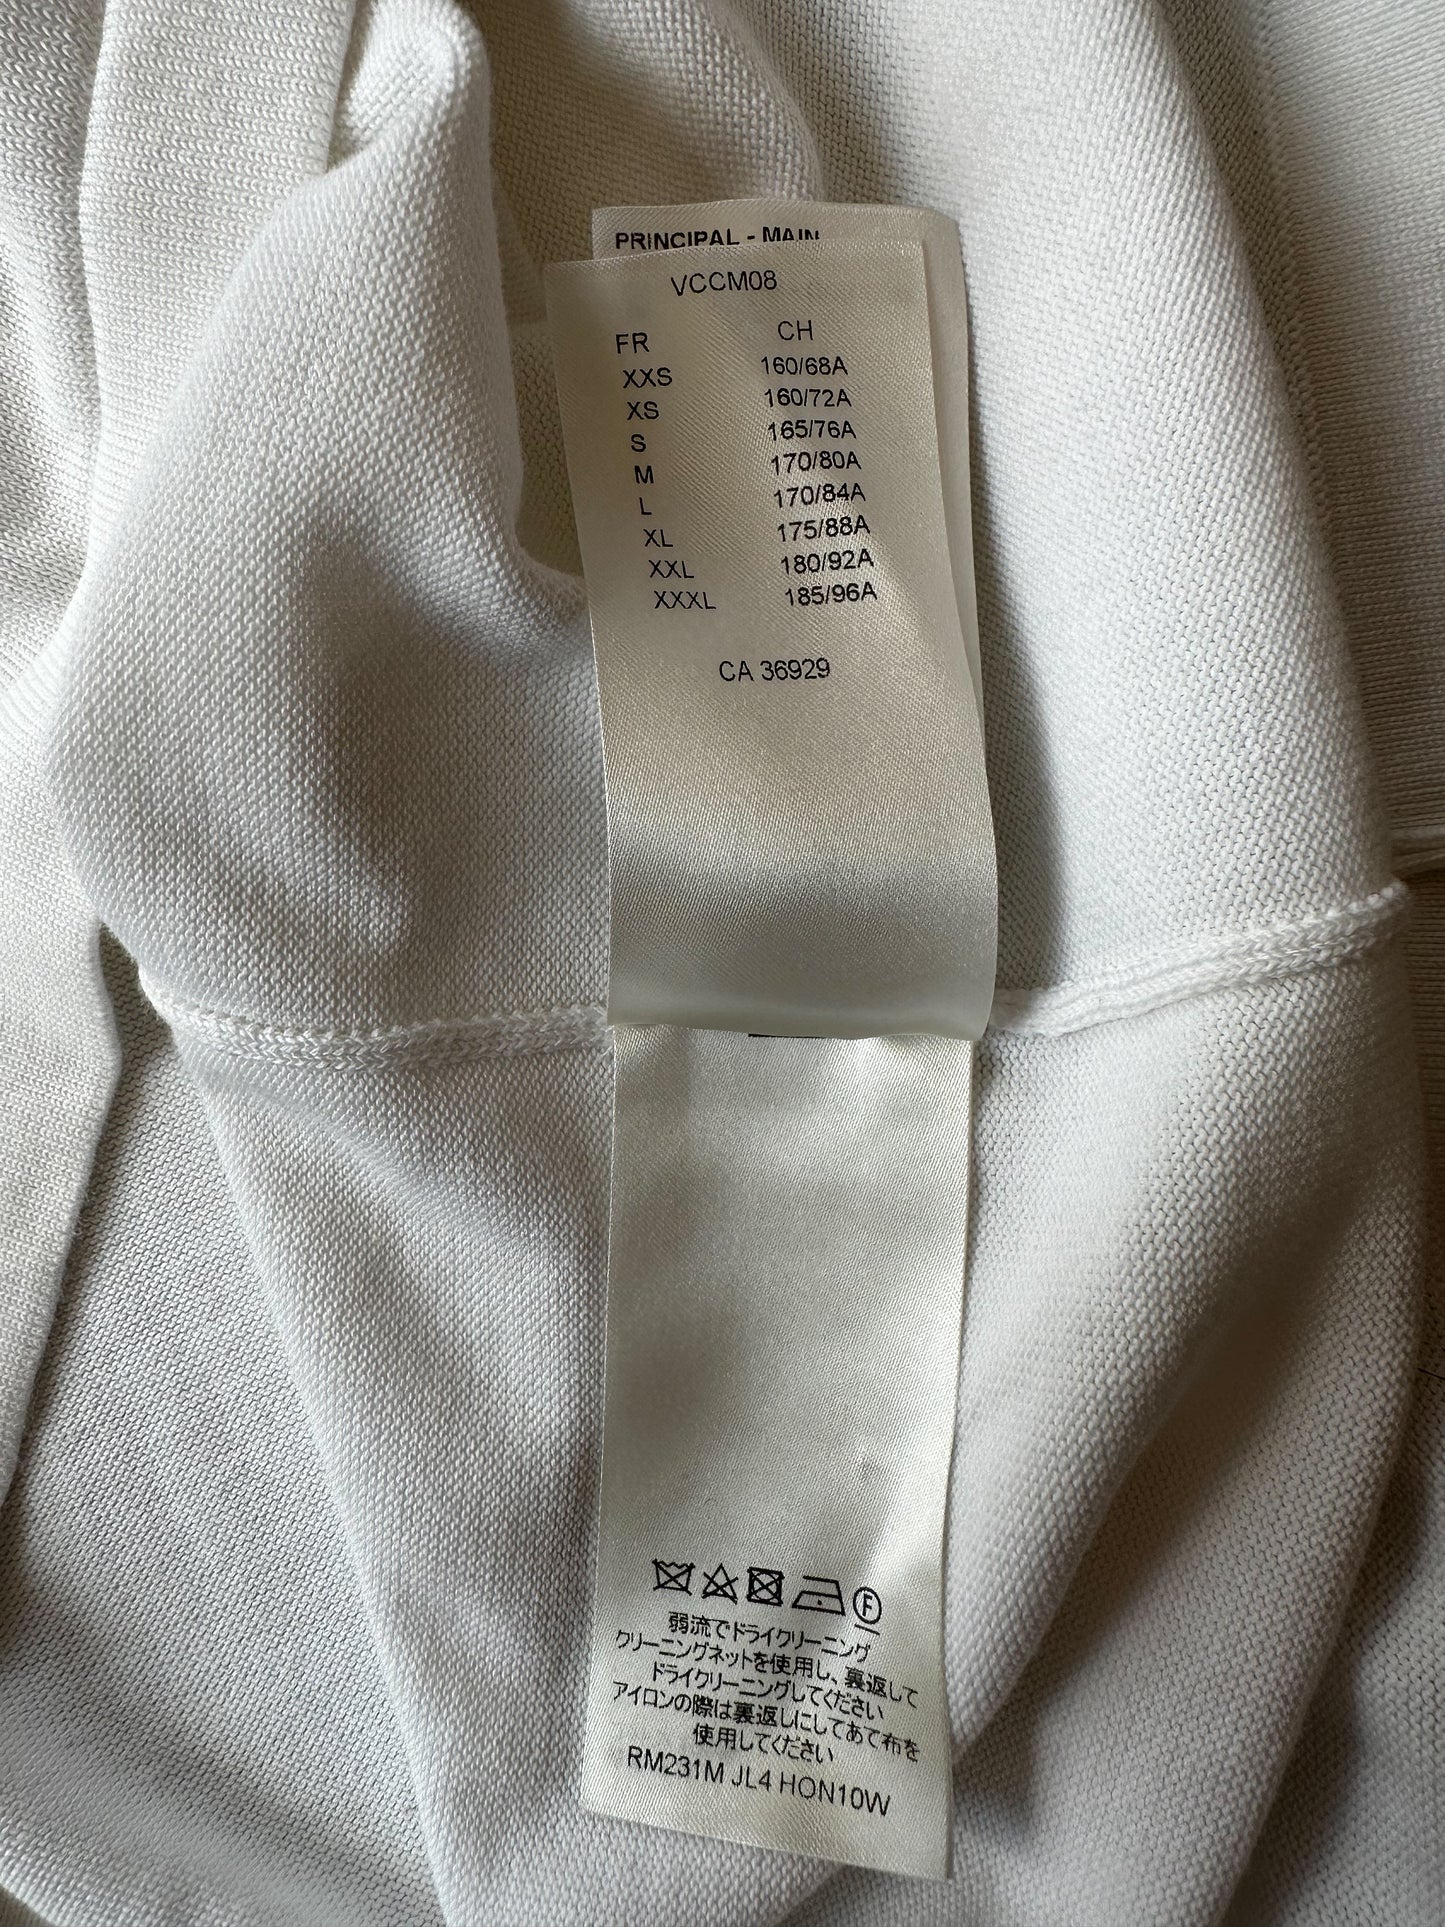 PRINCIPAL - MAIN
VCCM08
FR CH
XXS 160/68A
XS 160/72A
S 165/76A
M 170/80A
L 170/84A
XL 175/88A
XXL 180/92A
XXXL 185/96A
CA 36929
F
弱流でドライクリーニング
クリーニングネットを使用し、裏返して
ドライクリーニングしてください
アイロンの際は裏返しにしてあて布を
使用してください
RM231M JL4 HON10W